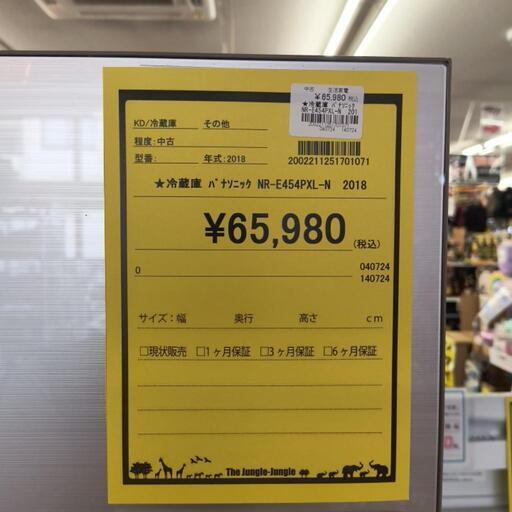 中古 生活家電
￥65,980 税込
★冷蔵庫 ﾊﾟﾅｿﾆｯｸ
NR-E454PXL-N 201
2000221125170107
040724 140724
KD/冷蔵庫 その他
程度:中古
型番: 年式:2018
2002211251701071
★冷蔵庫 ﾊﾟﾅｿﾆｯｸ NR-E454PXL-N 2018
￥65,980 (税込)
0 040724
140724
サイズ: 幅 奥行 高さ cm
□現状販売 □1ヶ月保証 □3ヶ月保証 □6ヶ月保証
The Jungle-Jungle